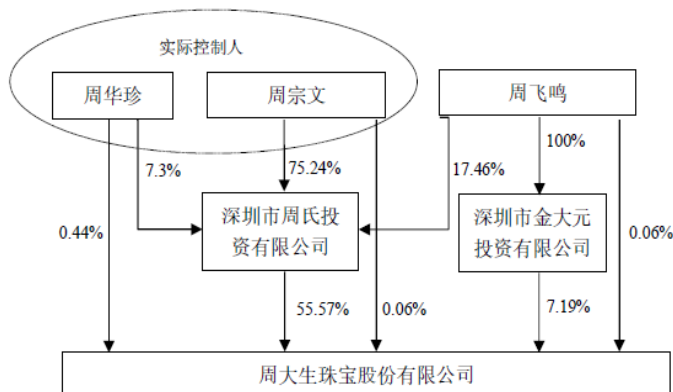 实际控制人
周华珍
周宗文
周飞鸣
7.3%
75.24%
17.46%
100%
深圳市周氏投
资有限公司
深圳市金大元
投资有限公司
0.44%
0.06%
55.57%
0.06%
7.19%
周大生珠宝股份有限公司